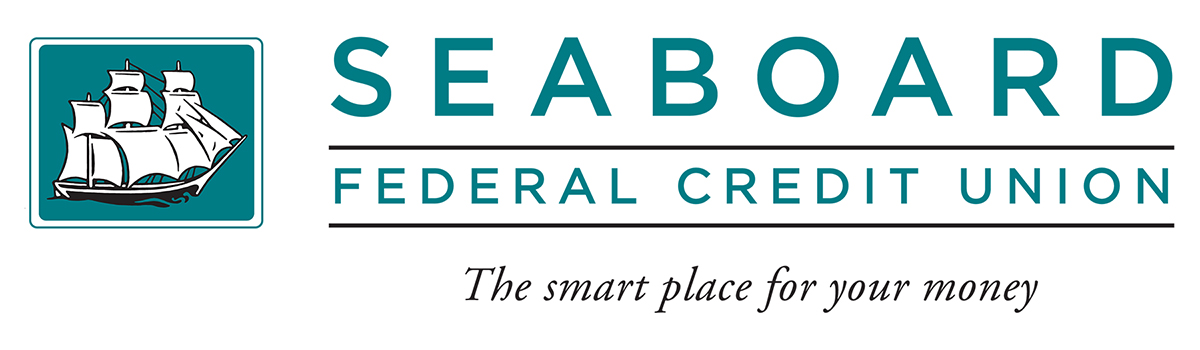 SEABOARD
FEDERAL CREDIT UNION
The smart place for your money